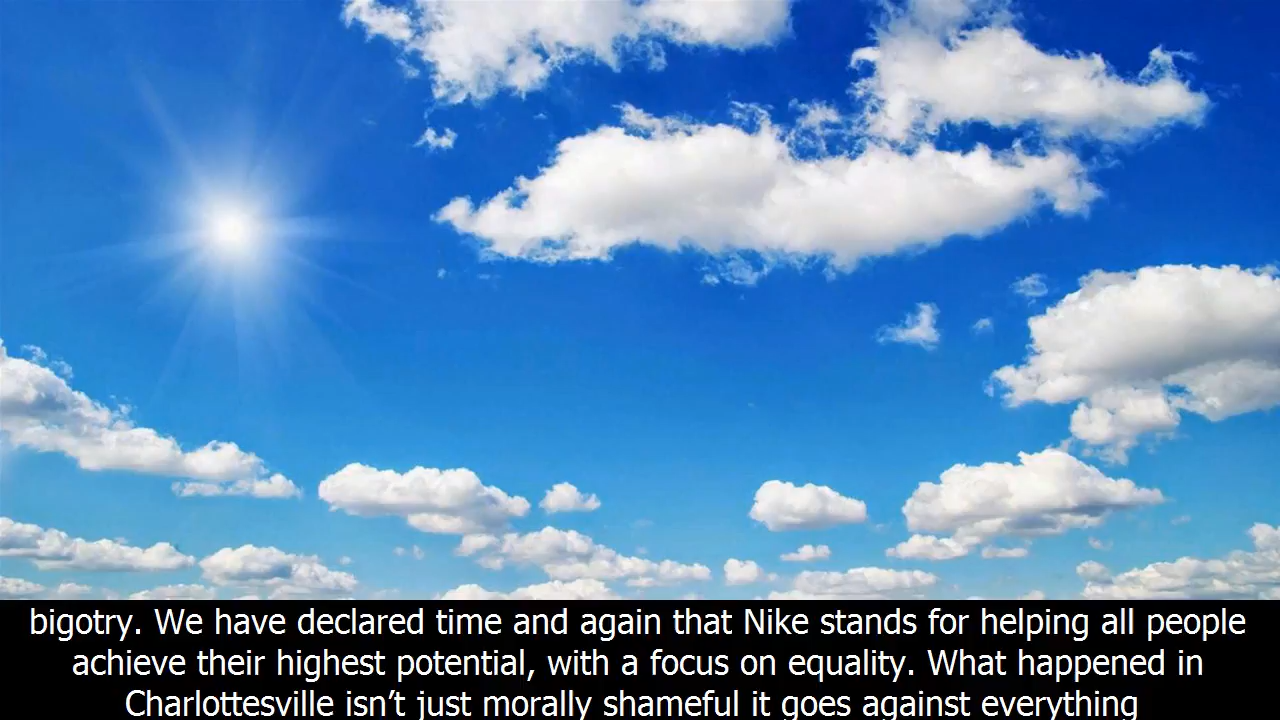 bigotry. We have declared time and again that Nike stands for helping all people
achieve their highest potential, with a focus on equality. What happened in
Charlottesville isn’t just morally shameful it goes against everything